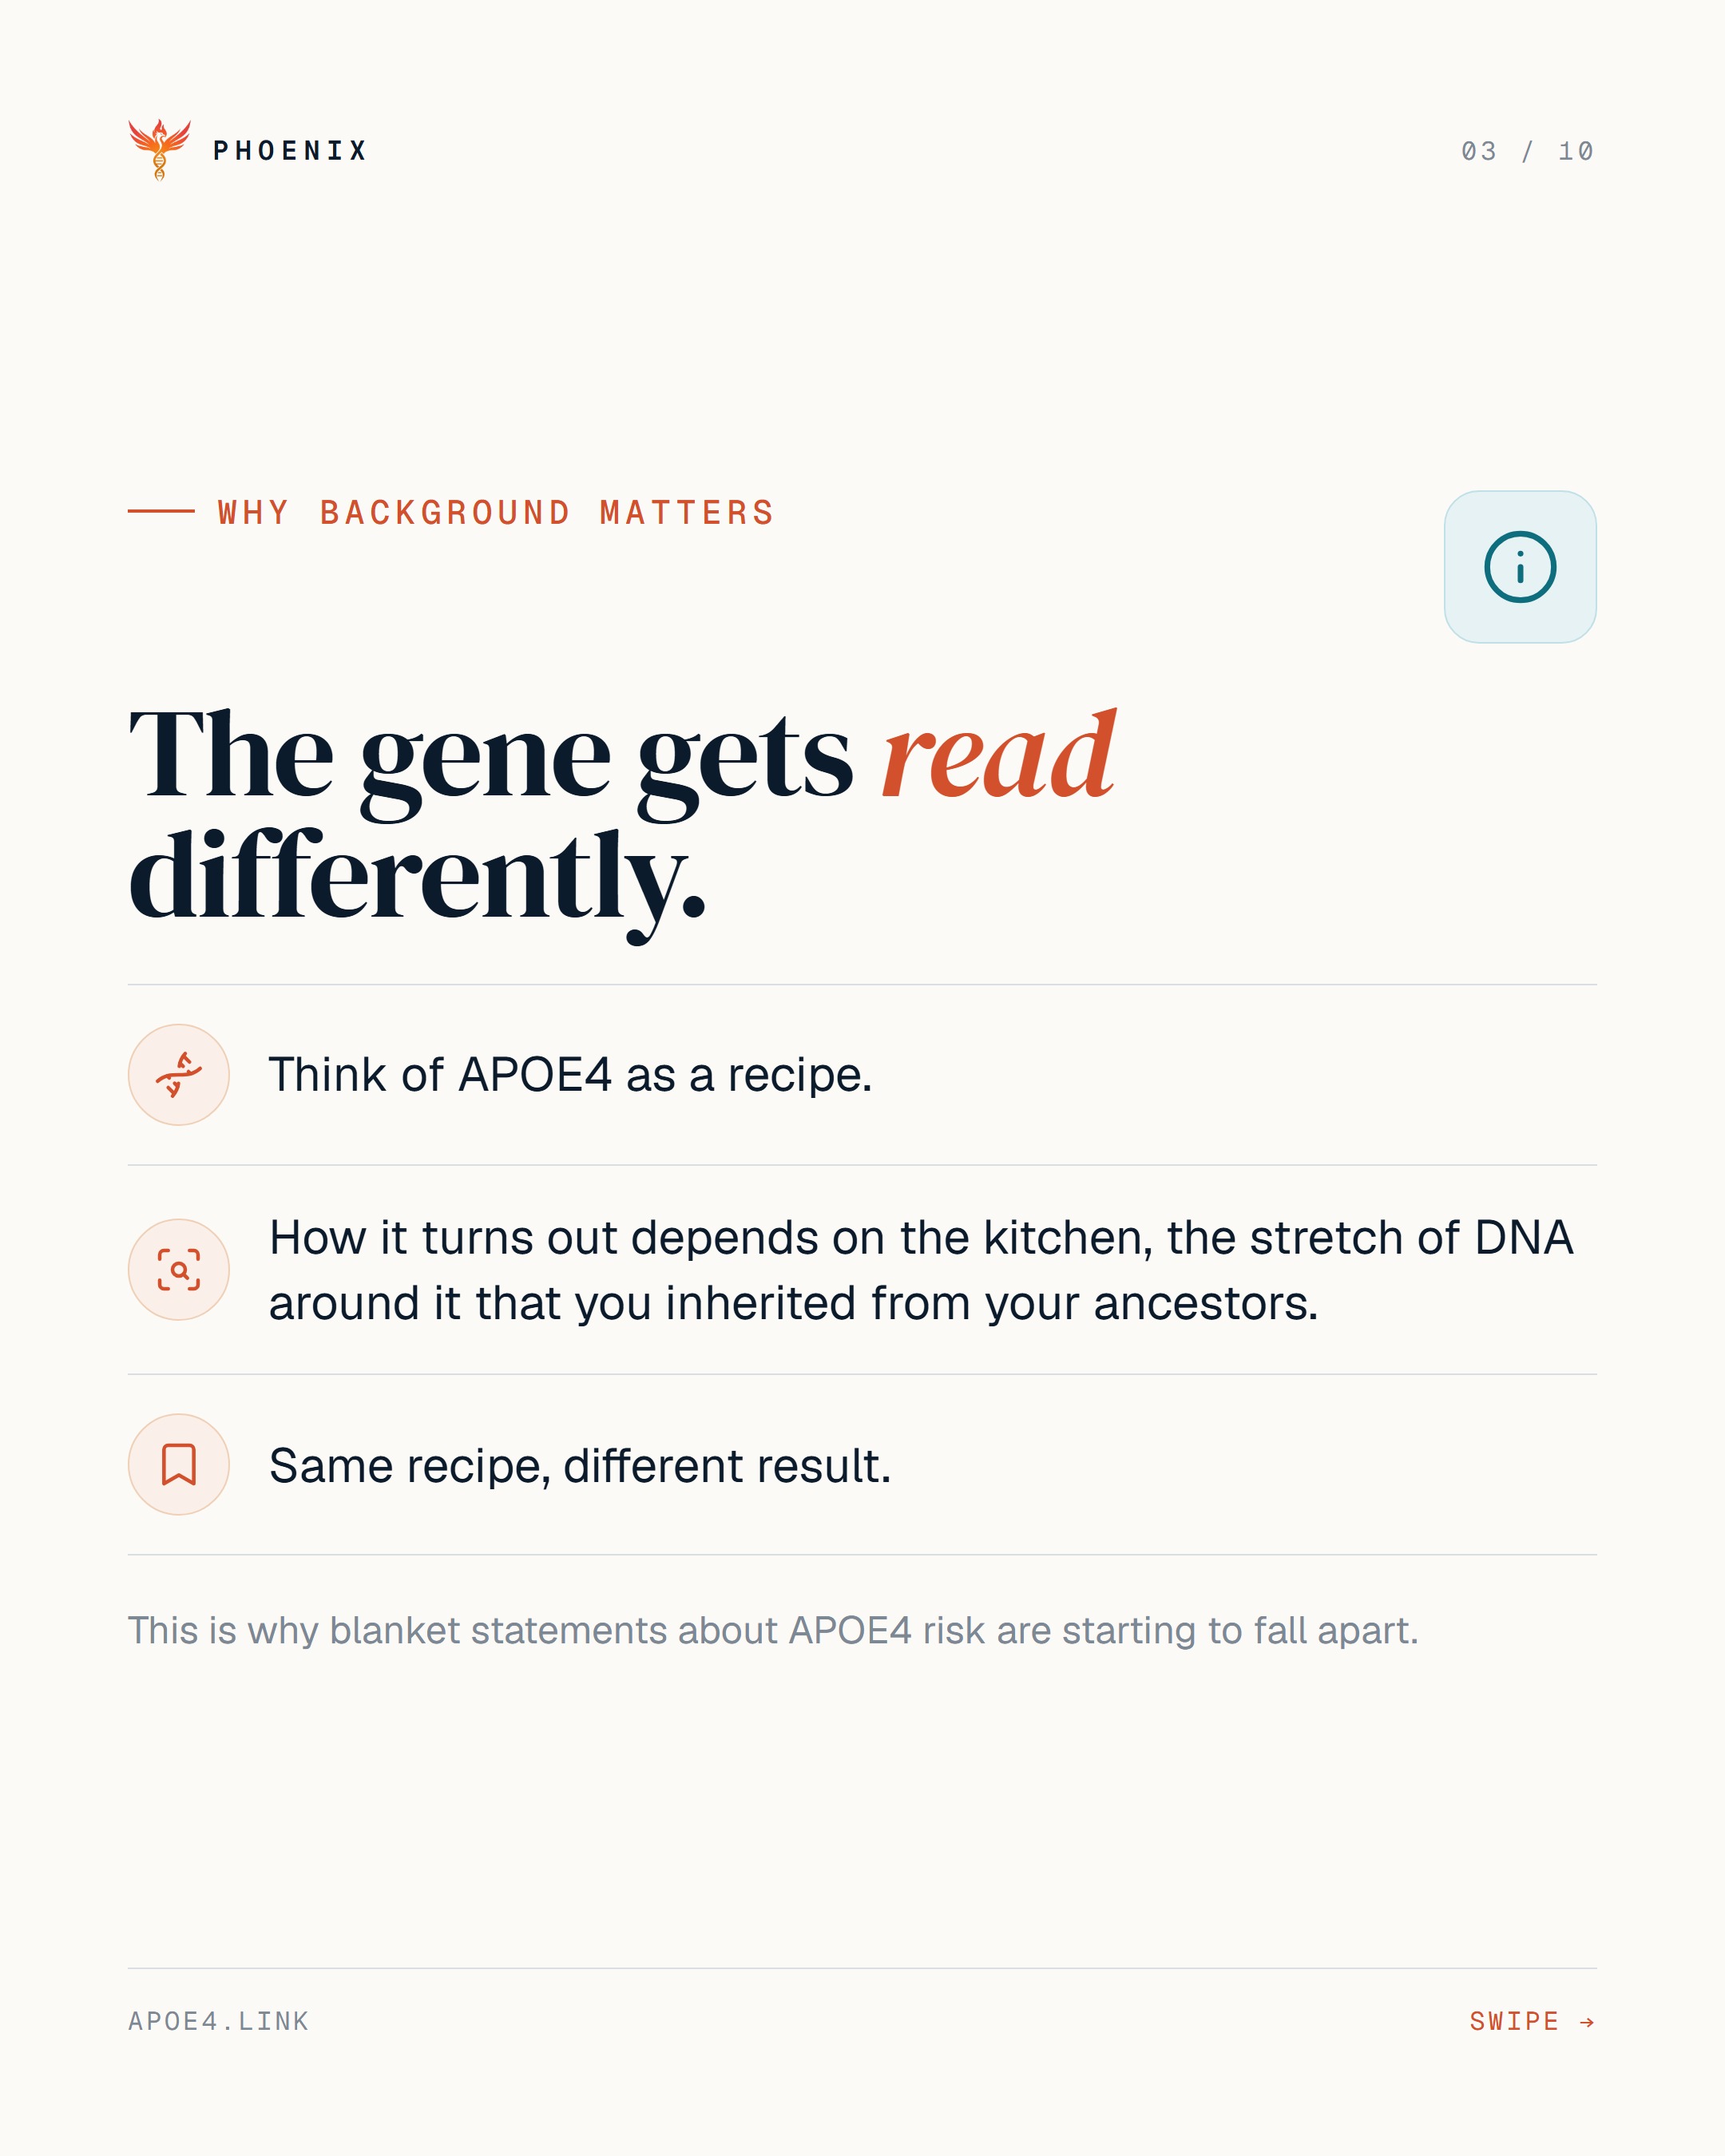 PHOENIX
03 / 10
WHY BACKGROUND MATTERS
The gene gets read
differently.
Think of APOE4 as a recipe.
How it turns out depends on the kitchen, the stretch of DNA
around it that you inherited from your ancestors.
Same recipe, different result.
This is why blanket statements about APOE4 risk are starting to fall apart.
APOE4.LINK
SWIPE →